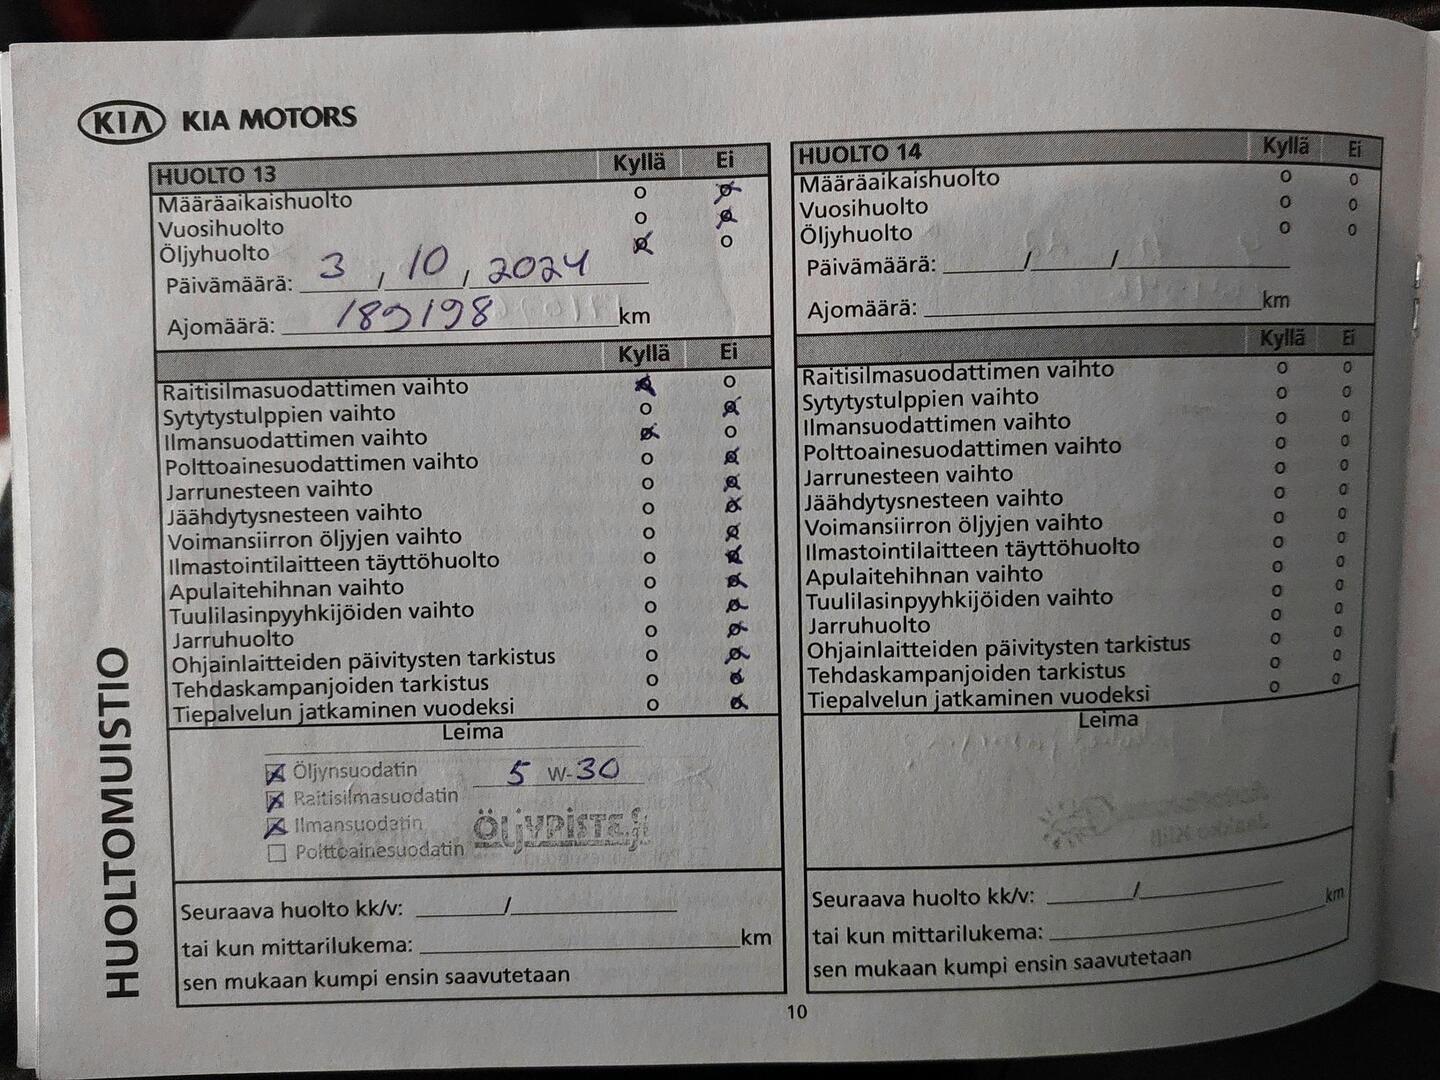 KIA KIA MOTORS
HUOLTOMUISTIO
HUOLTO 13 Kyllä Ei
Määräaikaishuolto o o
Vuosihuolto o o
Öljyhuolto o o
Päivämäärä: 3 , 10 , 2024
Ajomäärä: 189198 km
Kyllä Ei
Raitisilmasuodattimen vaihto o o
Sytytystulppien vaihto o o
Ilmansuodattimen vaihto o o
Polttoainesuodattimen vaihto o o
Jarrunesteen vaihto o o
Jäähdytysnesteen vaihto o o
Voimansiirron öljyjen vaihto o o
Ilmastointilaitteen täyttöhuolto o o
Apulaitehihnan vaihto o o
Tuulilasinpyyhkijöiden vaihto o o
Jarruhuolto o o
Ohjainlaitteiden päivitysten tarkistus o o
Tehdaskampanjoiden tarkistus o o
Tiepalvelun jatkaminen vuodeksi o o
Leima
Öljynsuodatin 5 W-30
Raitisilmasuodatin
Ilmansuodatin ÖLJYPISTE.fi
Polttoainesuodatin
Seuraava huolto kk/v: /
tai kun mittarilukema: km
sen mukaan kumpi ensin saavutetaan
HUOLTO 14 Kyllä Ei
Määräaikaishuolto o o
Vuosihuolto o o
Öljyhuolto o o
Päivämäärä: / /
Ajomäärä: km
Kyllä Ei
Raitisilmasuodattimen vaihto o o
Sytytystulppien vaihto o o
Ilmansuodattimen vaihto o o
Polttoainesuodattimen vaihto o o
Jarrunesteen vaihto o o
Jäähdytysnesteen vaihto o o
Voimansiirron öljyjen vaihto o o
Ilmastointilaitteen täyttöhuolto o o
Apulaitehihnan vaihto o o
Tuulilasinpyyhkijöiden vaihto o o
Jarruhuolto o o
Ohjainlaitteiden päivitysten tarkistus o o
Tehdaskampanjoiden tarkistus o o
Tiepalvelun jatkaminen vuodeksi o o
Leima
Seuraava huolto kk/v: /
tai kun mittarilukema: km
sen mukaan kumpi ensin saavutetaan
10